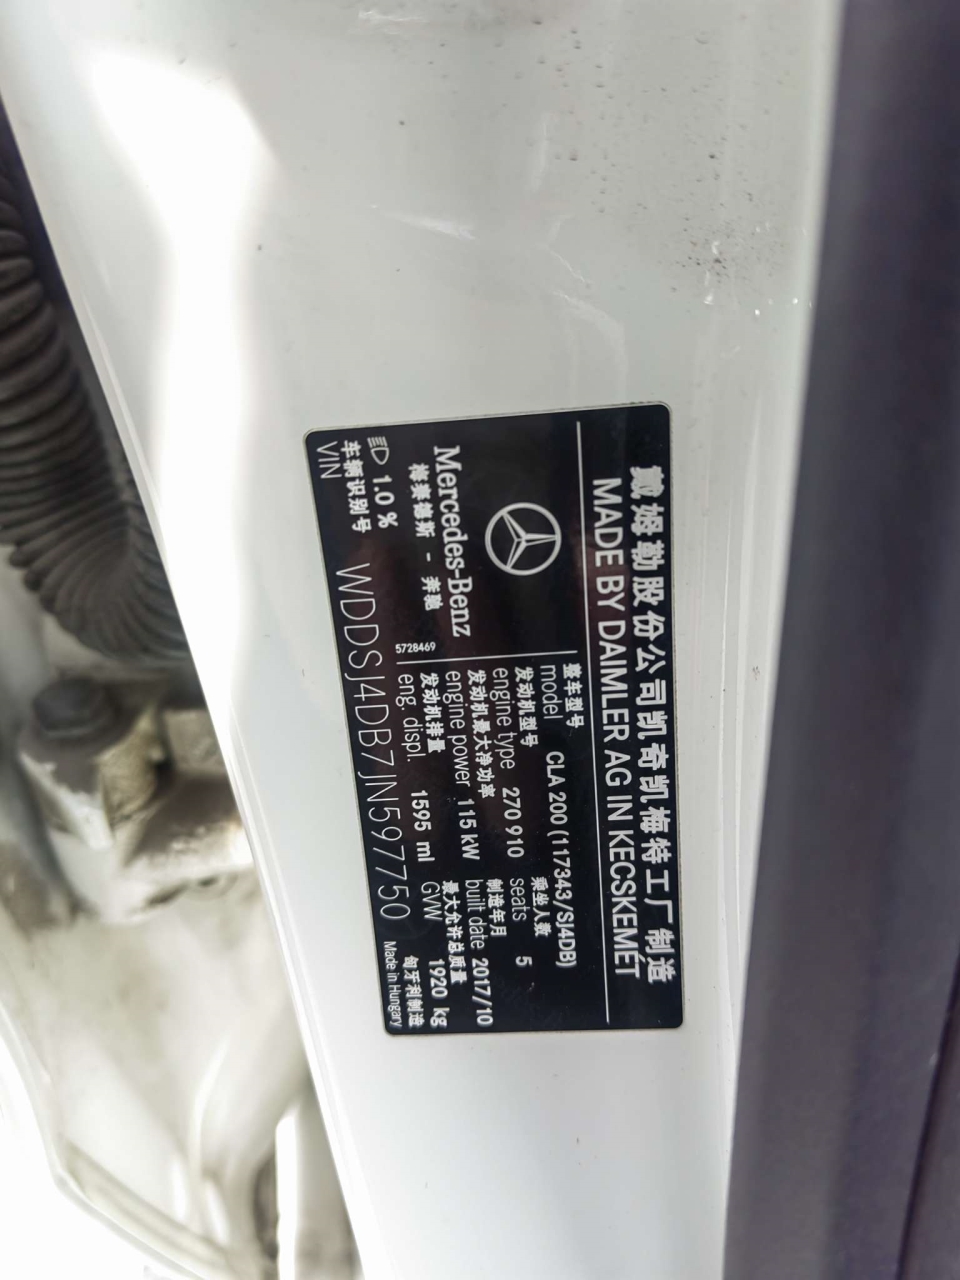 戴姆勒股份公司凯奇凯梅特工厂制造
MADE BY DAIMLER AG IN KECSKEMÉT
Mercedes-Benz
梅赛德斯 - 奔驰
1.0 %
5728469
整车型号
model CLA 200 (117343/SJ4DB)
发动机型号 乘坐人数
engine type 270 910 seats 5
发动机最大净功率 制造年月
engine power 115 kW built date 2017/10
发动机排量 最大允许总质量
eng. displ. 1595 ml GVW 1920 kg
车辆识别号 匈牙利制造
VIN WDDSJ4DB7JN597750 Made in Hungary